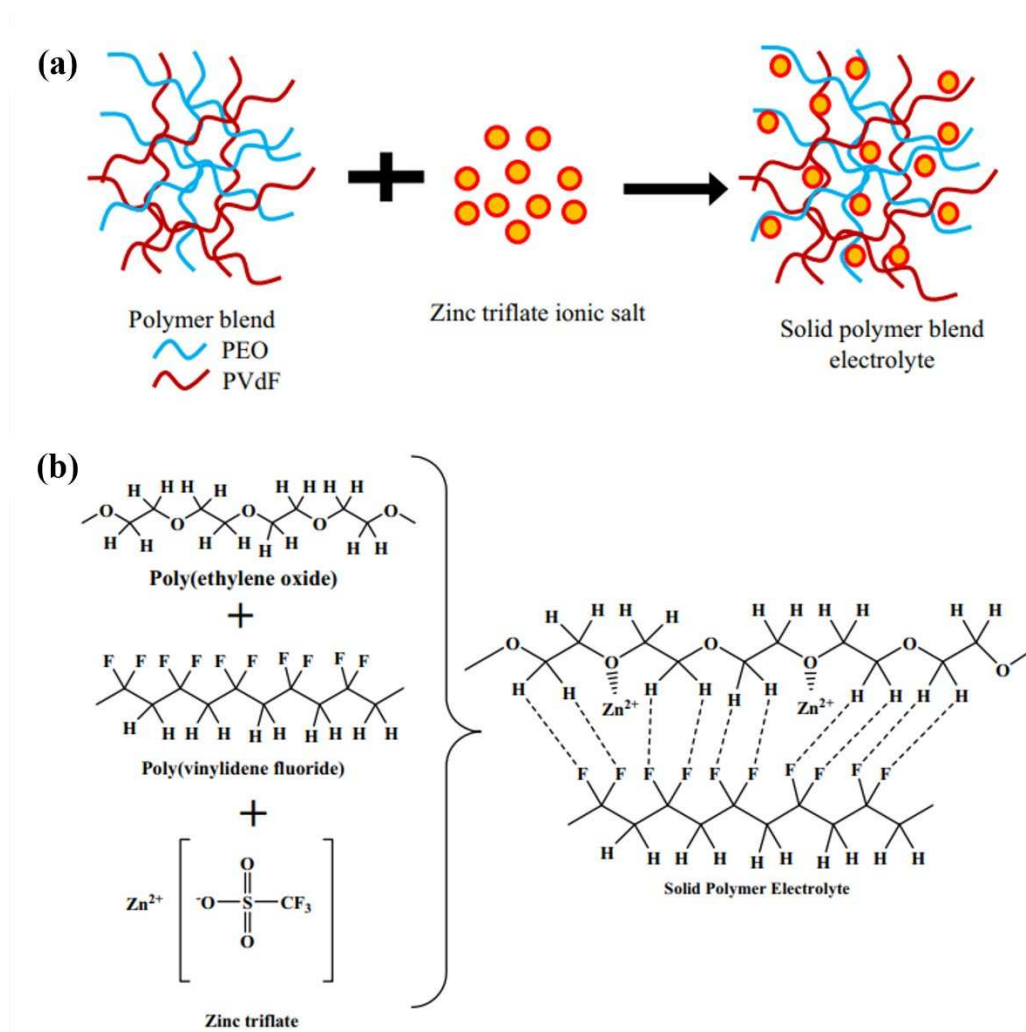 (a)
Polymer blend
PEO
PVdF
Zinc triflate ionic salt
Solid polymer blend
electrolyte
(b)
H H H H H H H H
O O O O O
H H H H H H H H
Poly(ethylene oxide)
+
F F F F F F F F F F
H H H H H H H H H H
Poly(vinylidene fluoride)
+
O
Zn²⁺ ⁻O S CF₃
O
Zinc triflate
H H H H H H H H H H
O O O O O O
H H H H H H H H H H
Zn²⁺ Zn²⁺
F F F F F F F F F F
H H H H H H H H H H
Solid Polymer Electrolyte